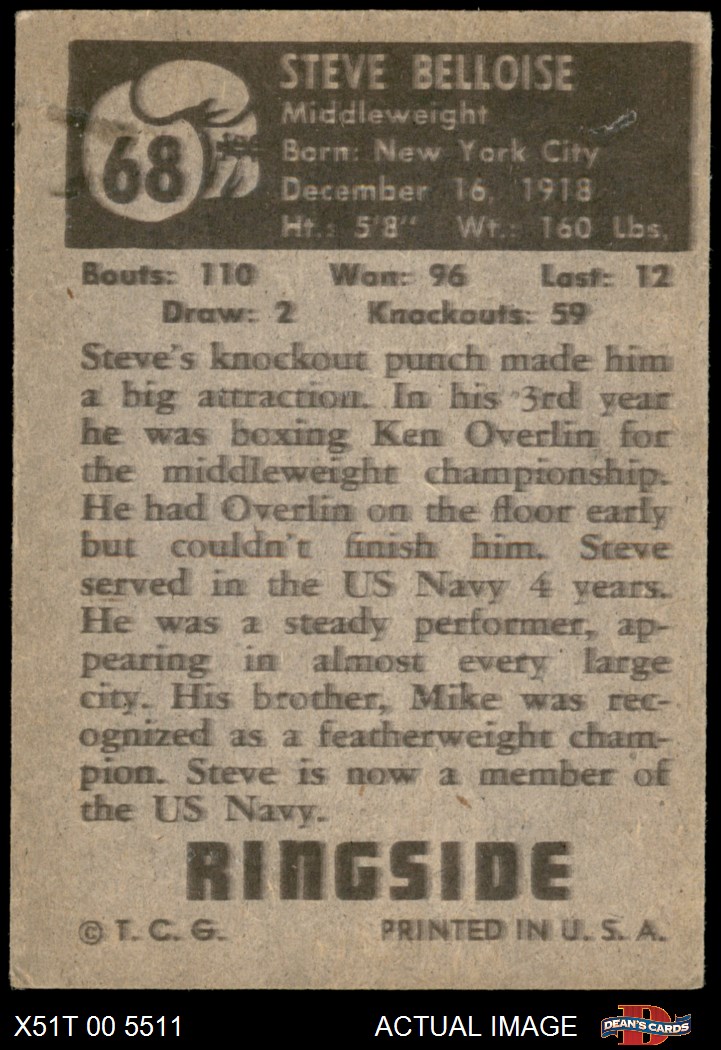 68
STEVE BELLOISE
Middleweight
Born: New York City
December 16, 1918
Ht.: 5'8" Wt.: 160 Lbs.
Bouts: 110 Won: 96 Lost: 12
Draw: 2 Knockouts: 59
Steve's knockout punch made him
a big attraction. In his 3rd year
he was boxing Ken Overlin for
the middleweight championship.
He had Overlin on the floor early
but couldn't finish him. Steve
served in the US Navy 4 years.
He was a steady performer, ap-
pearing in almost every large
city. His brother, Mike was rec-
ognized as a featherweight cham-
pion. Steve is now a member of
the US Navy.
RINGSIDE
© T. C. G. PRINTED IN U. S. A.
X51T 00 5511 ACTUAL IMAGE D DEAN'S CARDS